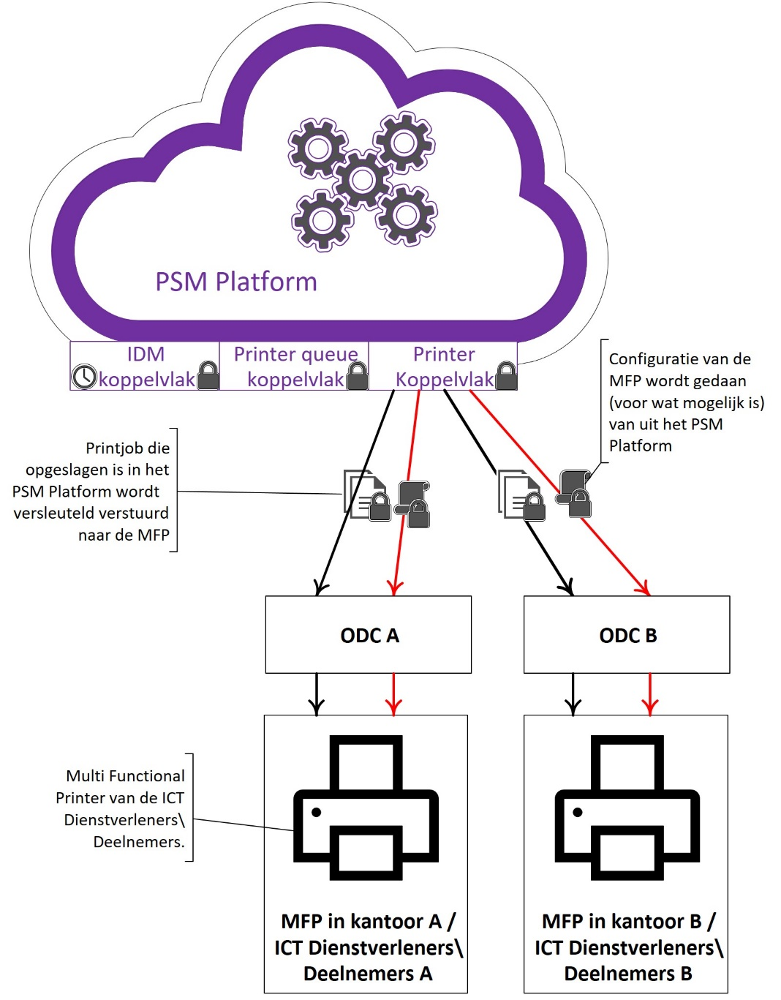 PSM Platform
IDM
koppelvlak
Printer queue
koppelvlak
Printer
Koppelvlak
Configuratie van de
MFP wordt gedaan
(voor wat mogelijk is)
van uit het PSM
Platform
Printjob die
opgeslagen is in het
PSM Platform wordt
versleuteld verstuurd
naar de MFP
ODC A
ODC B
Multi Functional
Printer van de ICT
Dienstverleners\
Deelnemers.
MFP in kantoor A /
ICT Dienstverleners\
Deelnemers A
MFP in kantoor B /
ICT Dienstverleners\
Deelnemers B